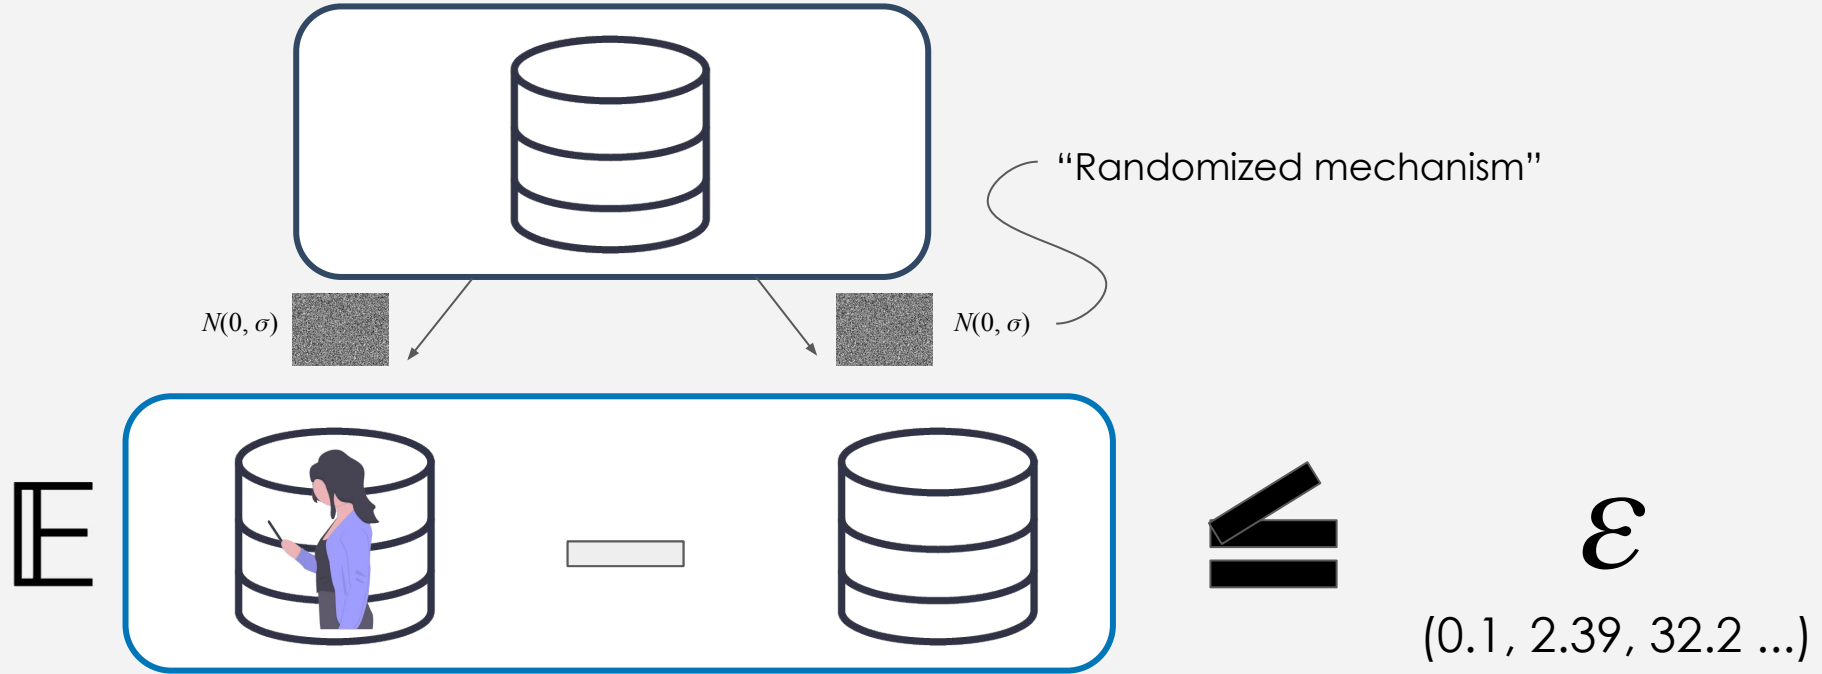 “Randomized mechanism”
N(0, σ)
N(0, σ)
𝔼
ε
(0.1, 2.39, 32.2 ...)